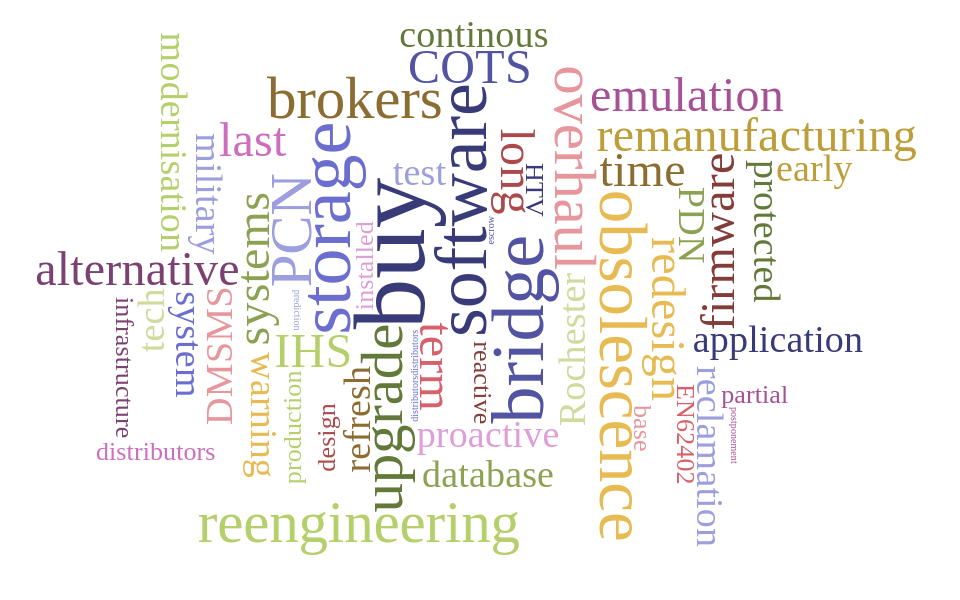 continous
COTS
modernisation
brokers
overhaul
emulation
last
military
storage
software
remanufacturing
test
long
HTV
time
early
PCN
buy
firmware
protected
PDN
systems
obsolescence
escrow
installed
bridge
redesign
alternative
tech
system
SMSMD
infrastructure
prediction
Rochester
IHS
upgrade
term
distributorsdistributors
reactive
application
warning
production
design
refresh
base
EN62402
reclamation
partial
postponement
distributors
proactive
database
reengineering